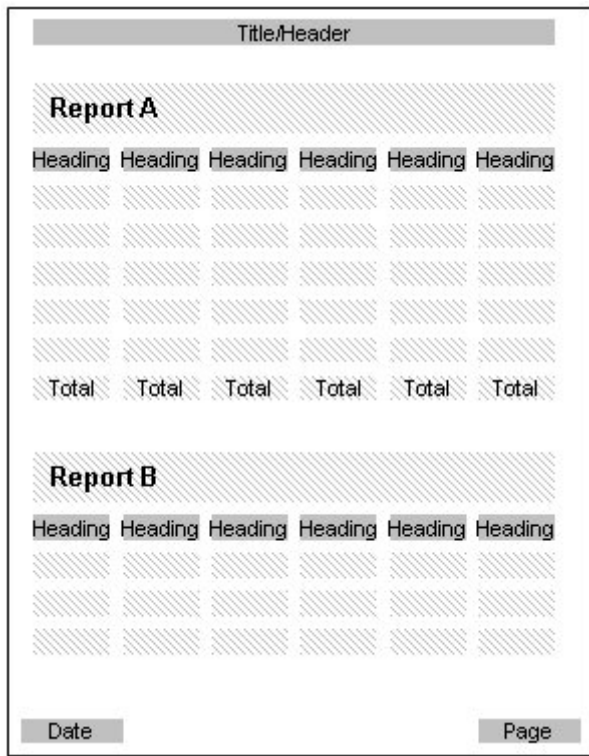 Title/Header
Report A
Heading Heading Heading Heading Heading Heading
Total Total Total Total Total Total
Report B
Heading Heading Heading Heading Heading Heading
Date Page